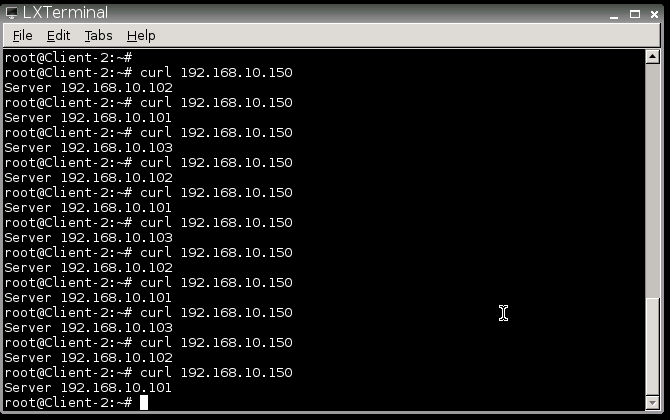 LXTerminal
File Edit Tabs Help
root@Client-2:~#
root@Client-2:~# curl 192.168.10.150
Server 192.168.10.102
root@Client-2:~# curl 192.168.10.150
Server 192.168.10.101
root@Client-2:~# curl 192.168.10.150
Server 192.168.10.103
root@Client-2:~# curl 192.168.10.150
Server 192.168.10.102
root@Client-2:~# curl 192.168.10.150
Server 192.168.10.101
root@Client-2:~# curl 192.168.10.150
Server 192.168.10.103
root@Client-2:~# curl 192.168.10.150
Server 192.168.10.102
root@Client-2:~# curl 192.168.10.150
Server 192.168.10.101
root@Client-2:~# curl 192.168.10.150
Server 192.168.10.103
root@Client-2:~# curl 192.168.10.150
Server 192.168.10.102
root@Client-2:~# curl 192.168.10.150
Server 192.168.10.101
root@Client-2:~#